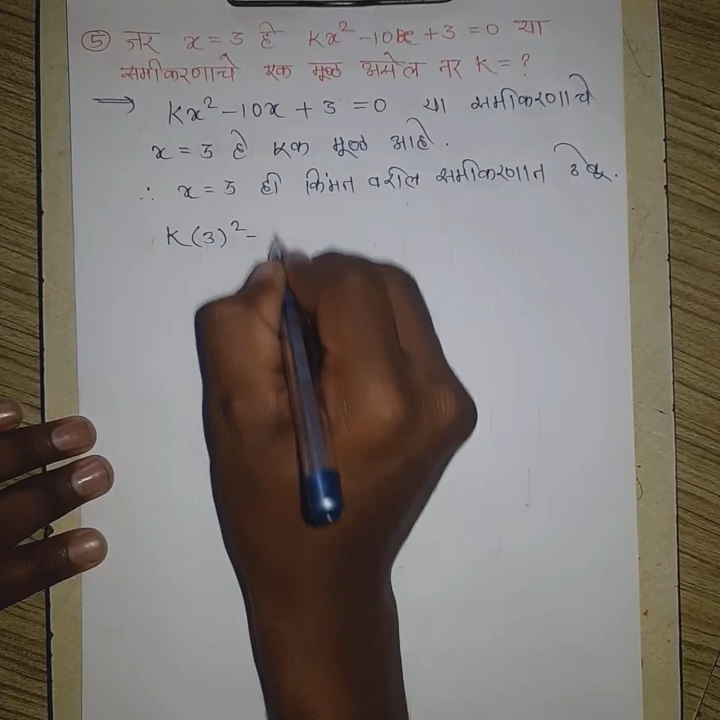 ⑤ जर x = 3 हे Kx² - 10x + 3 = 0 या
समीकरणाचे एक मूळ असेल तर K = ?
⇒ Kx² - 10x + 3 = 0 या समीकरणाचे
x = 3 हे एक मूळ आहे.
∴ x = 3 ही किंमत वरील समीकरणात ठेवू.
K(3)² -